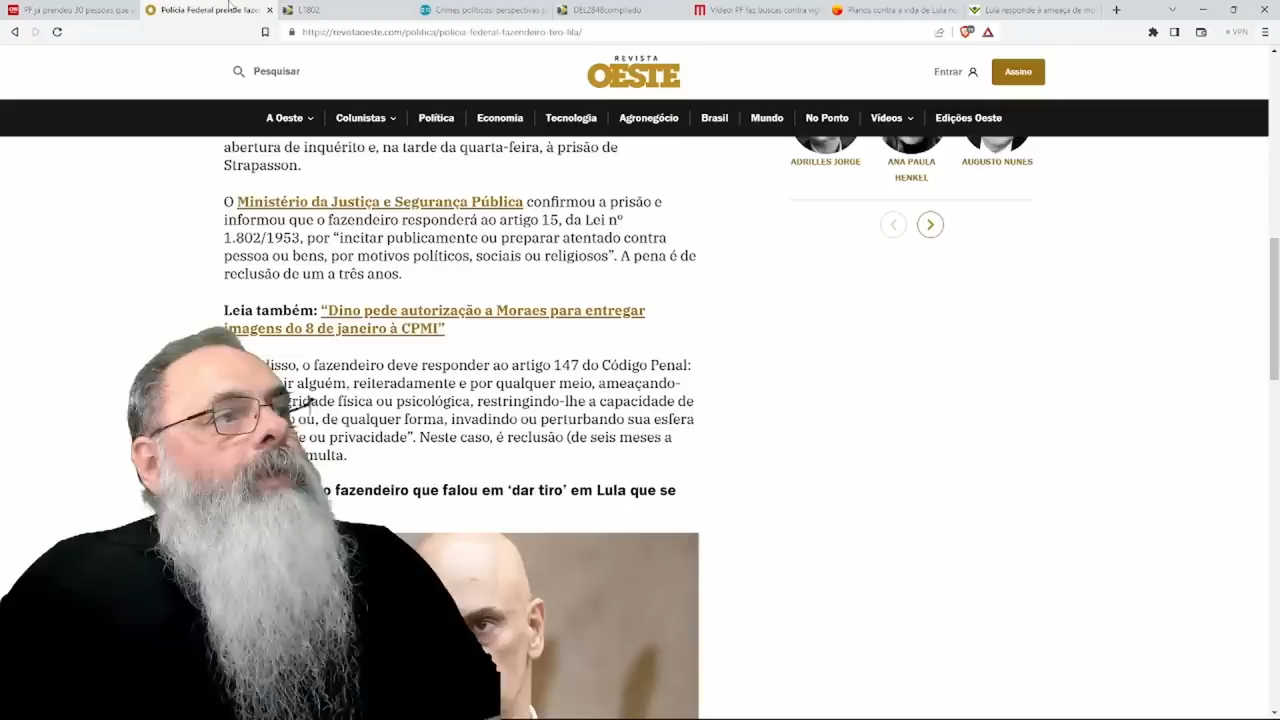 PF já prendeu 30 pessoas que
Polícia Federal prende faze
L1802
Crimes políticos: perspectivas p
DEL2848compilado
Vídeo! PF faz buscas contra vigi
Planos contra a vida de Lula n
Lula responde à ameaça de mo
https://revistaoeste.com/politica/policia-federal-fazendeiro-tiro-lila/
VPN
Pesquisar
REVISTA
OESTE
Entrar
Assine
A Oeste
Colunistas
Política
Economia
Tecnologia
Agronegócio
Brasil
Mundo
No Ponto
Vídeos
Edições Oeste
abertura de inquérito e, na tarde da quarta-feira, à prisão de
Strapasson.
O Ministério da Justiça e Segurança Pública confirmou a prisão e
informou que o fazendeiro responderá ao artigo 15, da Lei nº
1.802/1953, por “incitar publicamente ou preparar atentado contra
pessoa ou bens, por motivos políticos, sociais ou religiosos”. A pena é de
reclusão de um a três anos.
Leia também: “Dino pede autorização a Moraes para entregar
imagens do 8 de janeiro à CPMI”
disso, o fazendeiro deve responder ao artigo 147 do Código Penal:
ir alguém, reiteradamente e por qualquer meio, ameaçando-
gridade física ou psicológica, restringindo-lhe a capacidade de
o ou, de qualquer forma, invadindo ou perturbando sua esfera
e ou privacidade”. Neste caso, é reclusão (de seis meses a
multa.
o fazendeiro que falou em ‘dar tiro’ em Lula que se
ADRILLES JORGE
ANA PAULA
HENKEL
AUGUSTO NUNES